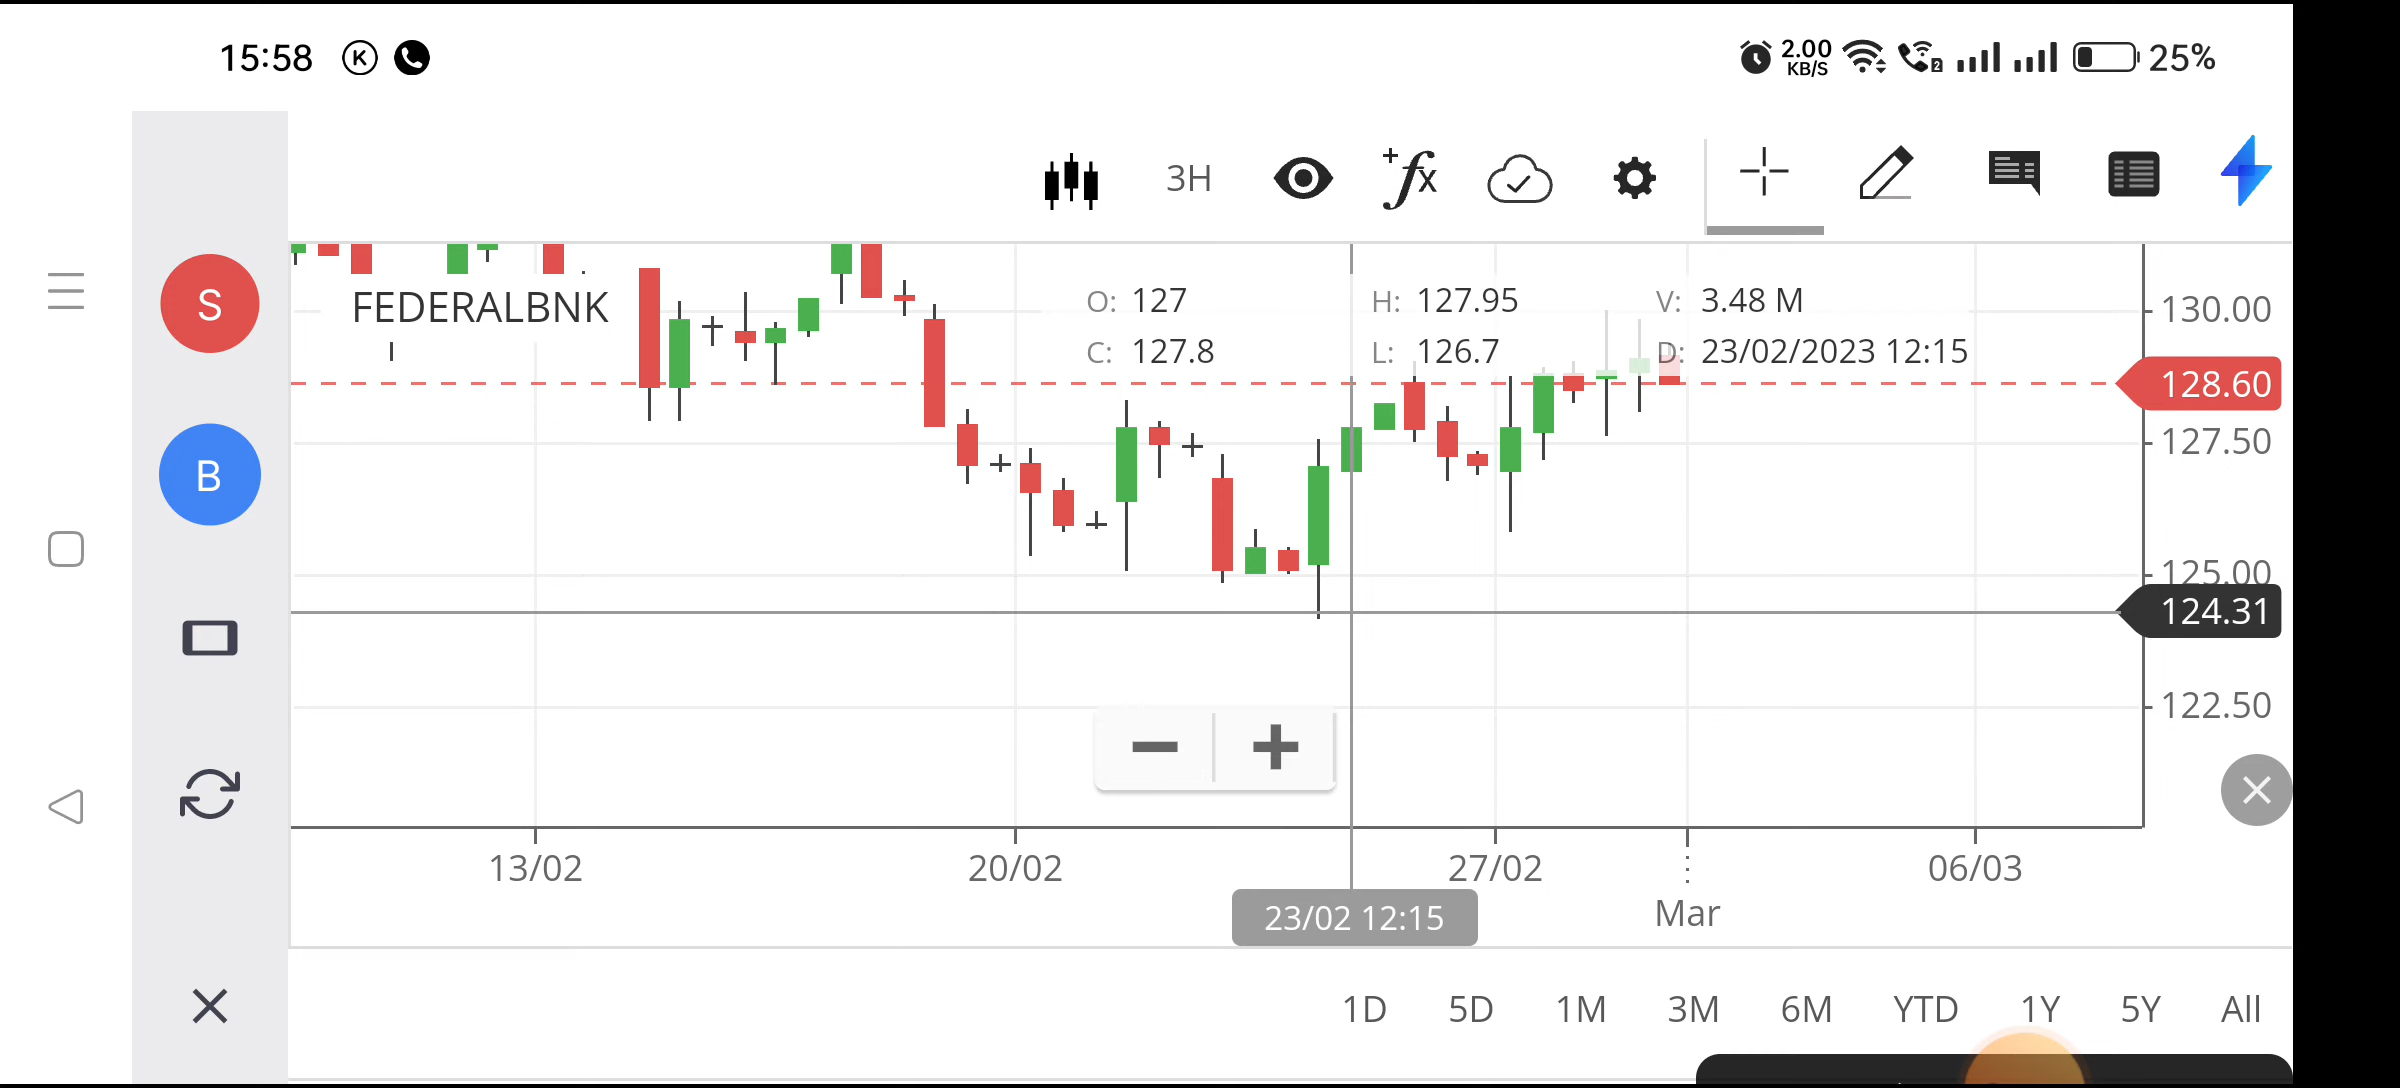 15:58 K 2.00 KB/S 2 25%
3H +fx
S
FEDERALBNK O: 127 H: 127.95 V: 3.48 M
C: 127.8 L: 126.7 D: 23/02/2023 12:15
130.00
128.60
127.50
B
125.00
124.31
122.50
13/02 20/02 27/02 06/03
Mar
23/02 12:15
1D 5D 1M 3M 6M YTD 1Y 5Y All